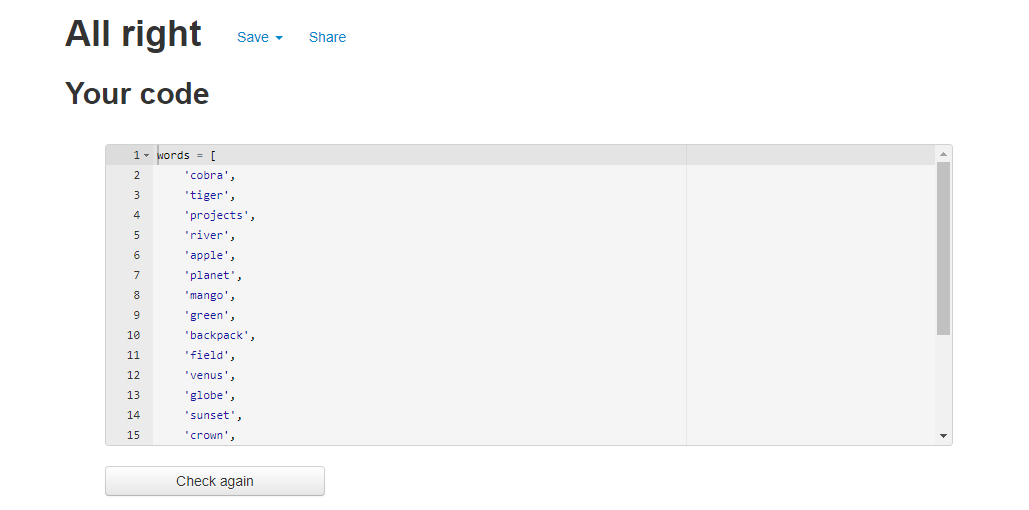 All right Save Share
Your code
1 words = [
2 'cobra',
3 'tiger',
4 'projects',
5 'river',
6 'apple',
7 'planet',
8 'mango',
9 'green',
10 'backpack',
11 'field',
12 'venus',
13 'globe',
14 'sunset',
15 'crown',
Check again